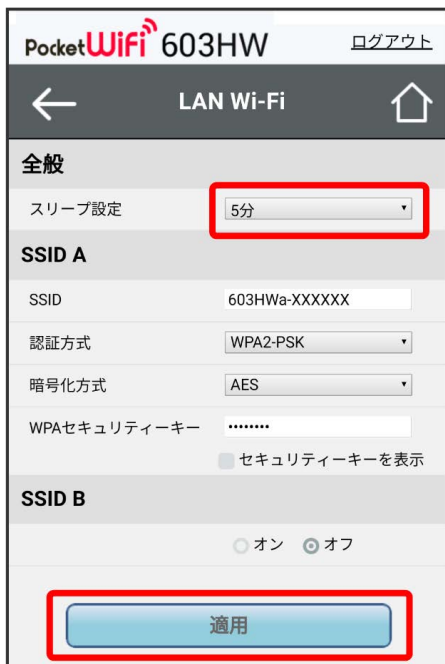 PocketWiFi 603HW ログアウト
LAN Wi-Fi
全般
スリープ設定 5分
SSID A
SSID 603HWa-XXXXXX
認証方式 WPA2-PSK
暗号化方式 AES
WPAセキュリティーキー ••••••••
セキュリティーキーを表示
SSID B
オン オフ
適用